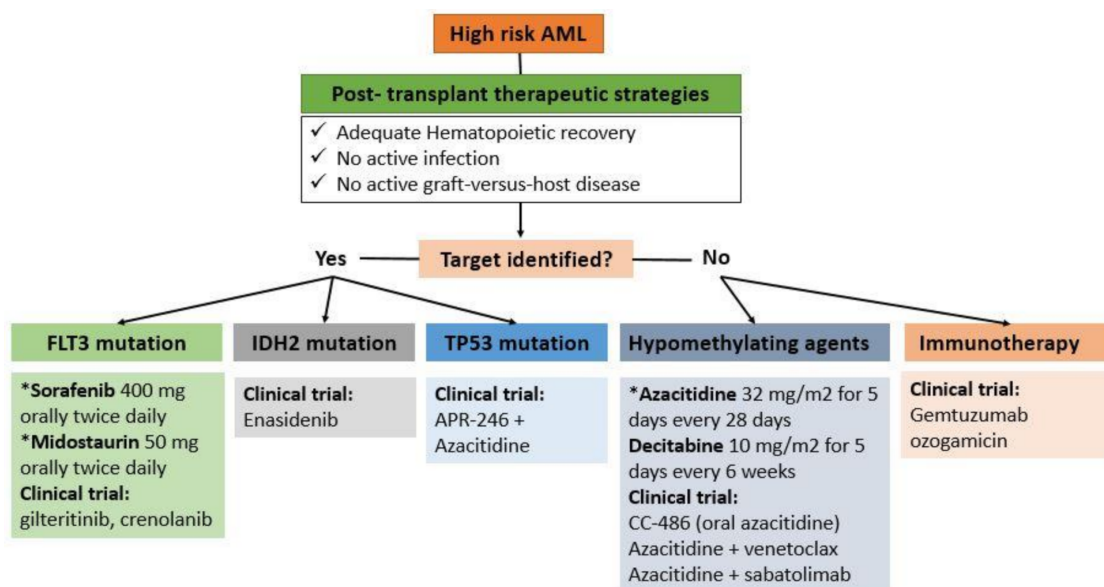 High risk AML
Post- transplant therapeutic strategies
✓ Adequate Hematopoietic recovery
✓ No active infection
✓ No active graft-versus-host disease
Yes
Target identified?
No
FLT3 mutation
*Sorafenib 400 mg
orally twice daily
*Midostaurin 50 mg
orally twice daily
Clinical trial:
gilteritinib, crenolanib
IDH2 mutation
Clinical trial:
Enasidenib
TP53 mutation
Clinical trial:
APR-246 +
Azacitidine
Hypomethylating agents
*Azacitidine 32 mg/m2 for 5
days every 28 days
Decitabine 10 mg/m2 for 5
days every 6 weeks
Clinical trial:
CC-486 (oral azacitidine)
Azacitidine + venetoclax
Azacitidine + sabatolimab
Immunotherapy
Clinical trial:
Gemtuzumab
ozogamicin